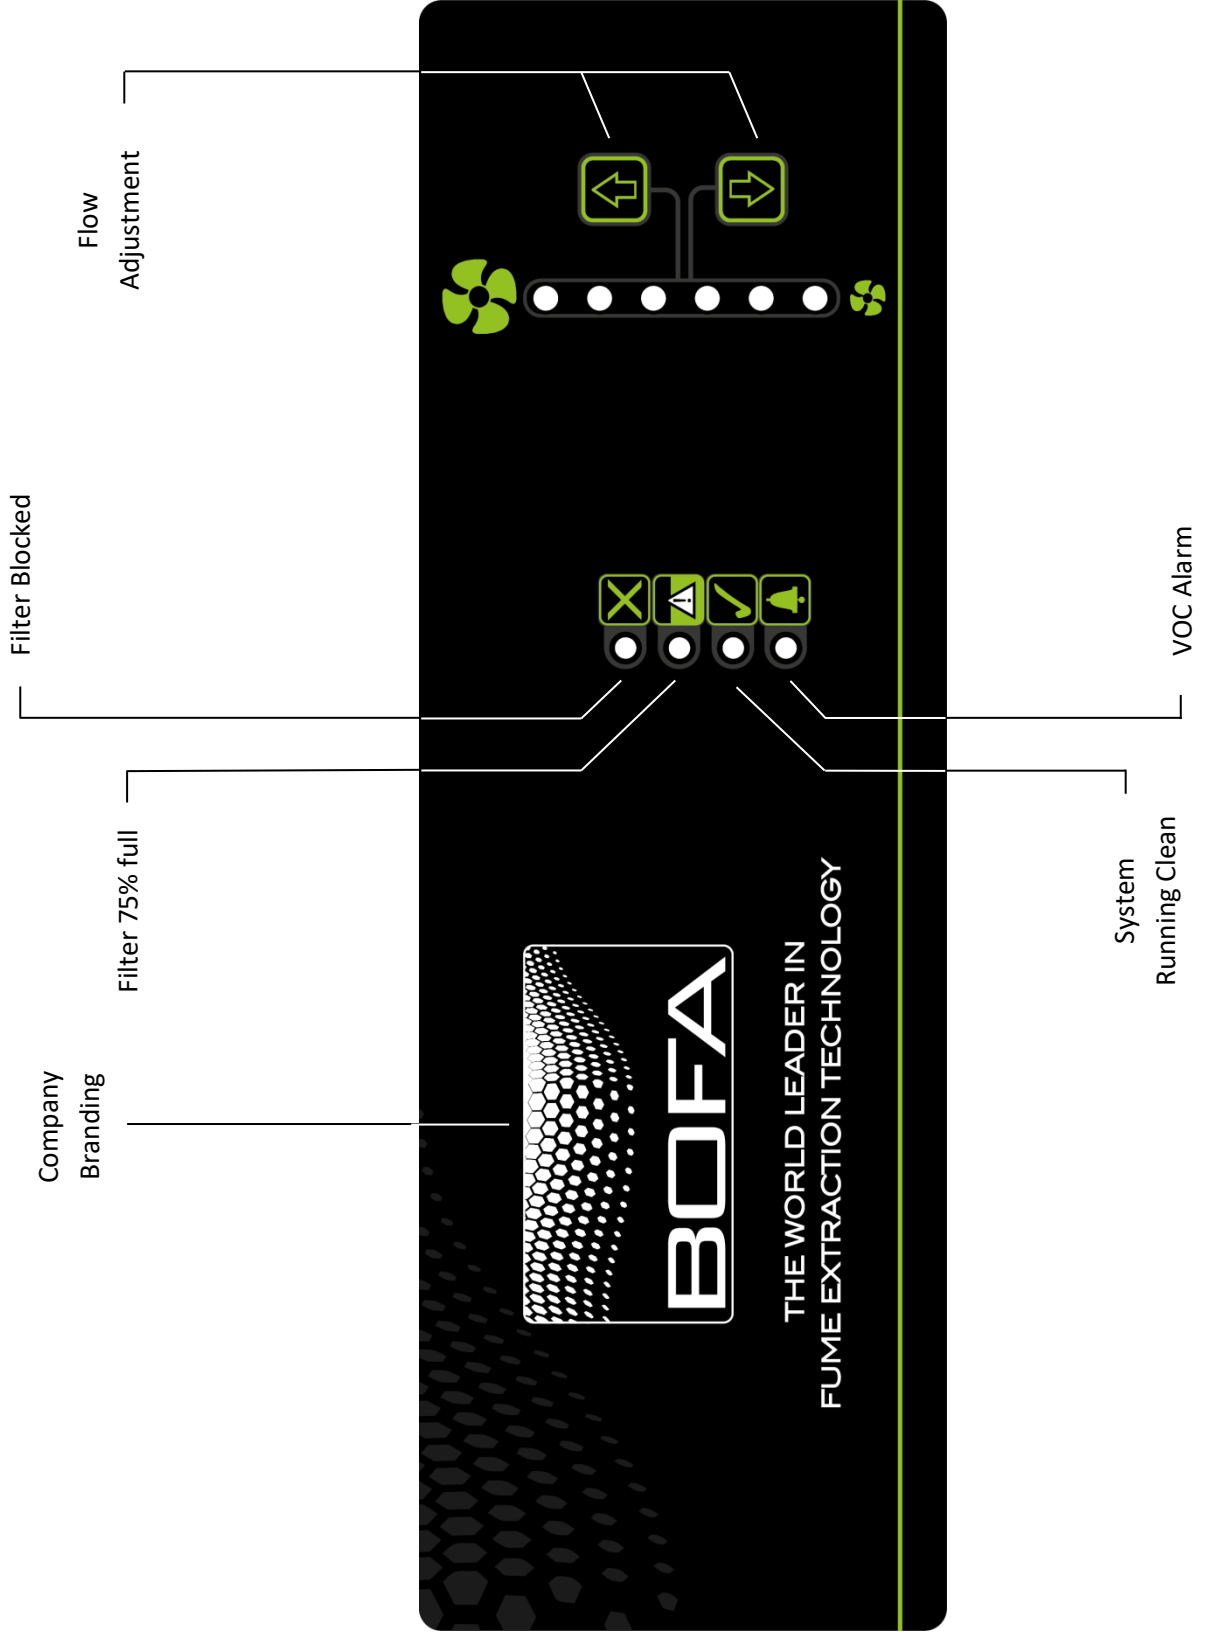 Company
Branding
Filter 75% full
Filter Blocked
Flow
Adjustment
BOFA
THE WORLD LEADER IN
FUME EXTRACTION TECHNOLOGY
System
Running Clean
VOC Alarm